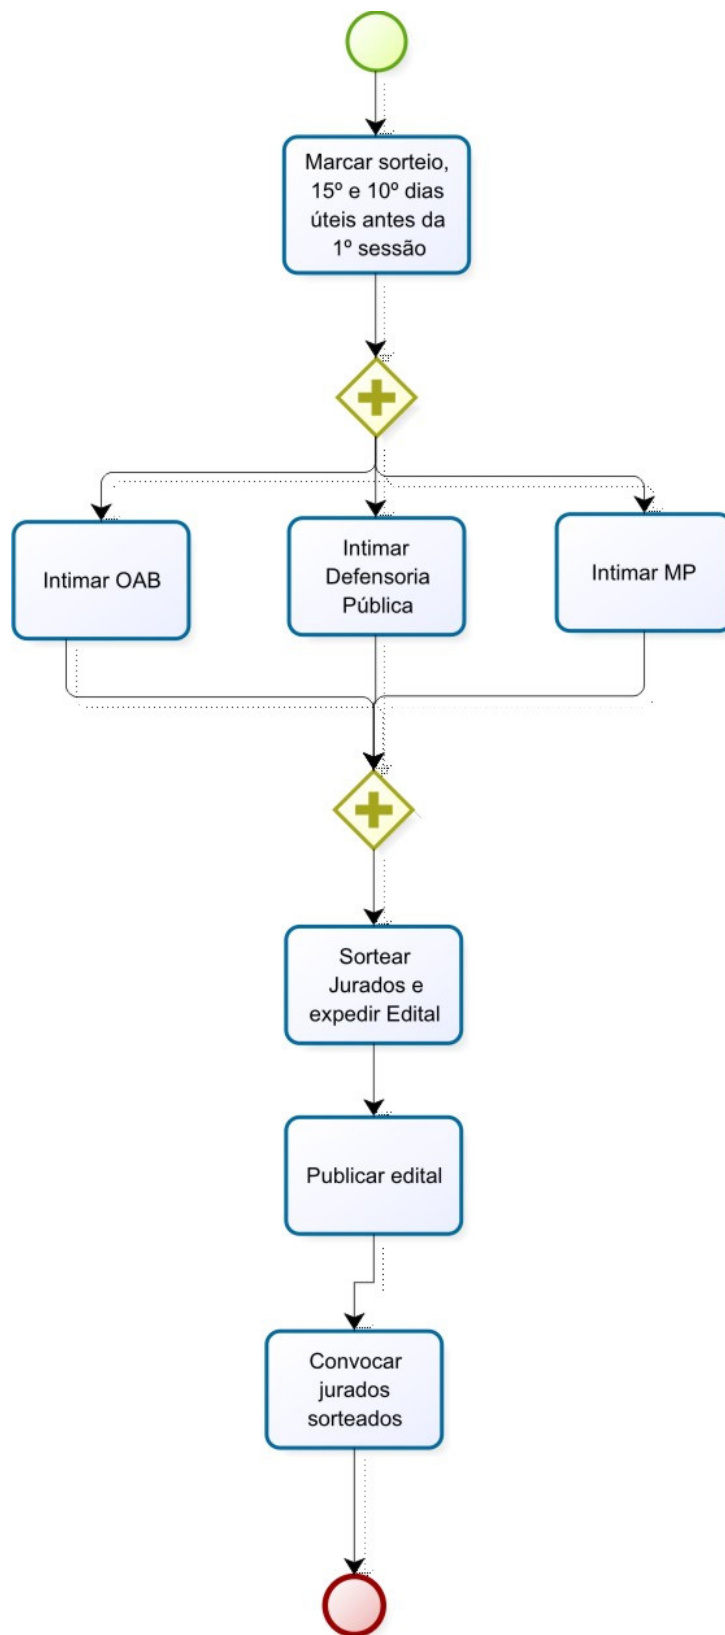 Marcar sorteio,
15º e 10º dias
úteis antes da
1º sessão
Intimar OAB
Intimar
Defensoria
Pública
Intimar MP
Sortear
Jurados e
expedir Edital
Publicar edital
Convocar
jurados
sorteados